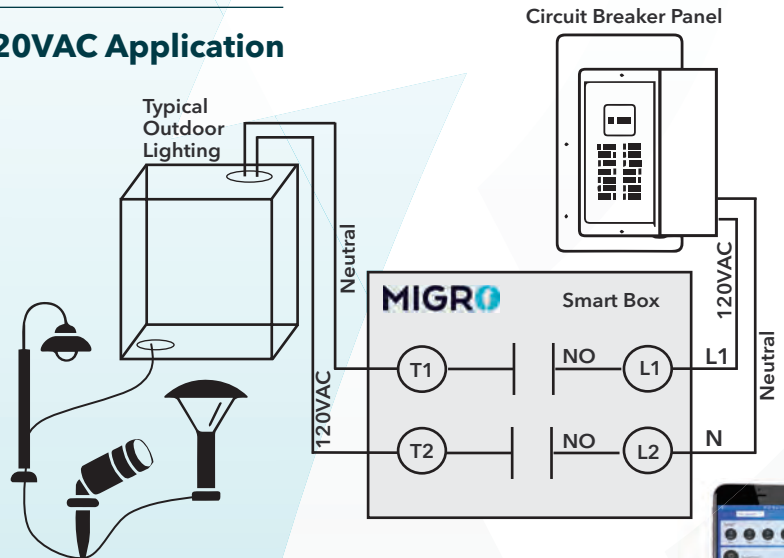 Circuit Breaker Panel
20VAC Application
Typical
Outdoor
Lighting
Neutral
120VAC
120VAC
Neutral
MIGRO
Smart Box
T1
NO
L1
L1
T2
NO
L2
N